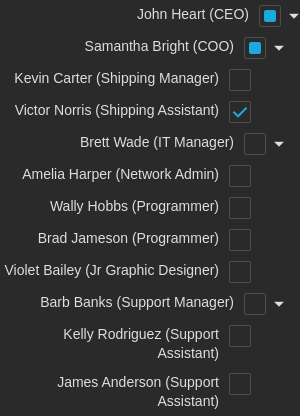 John Heart (CEO)
Samantha Bright (COO)
Kevin Carter (Shipping Manager)
Victor Norris (Shipping Assistant)
Brett Wade (IT Manager)
Amelia Harper (Network Admin)
Wally Hobbs (Programmer)
Brad Jameson (Programmer)
Violet Bailey (Jr Graphic Designer)
Barb Banks (Support Manager)
Kelly Rodriguez (Support
Assistant)
James Anderson (Support
Assistant)